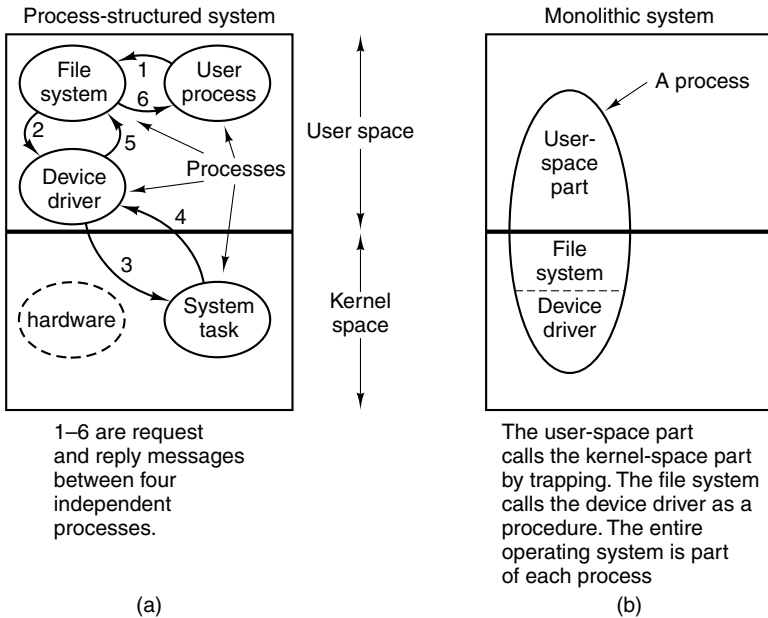 Process-structured system
Monolithic system
File
system
1
6
User
process
2
5
Processes
Device
driver
4
3
hardware
System
task
User space
Kernel
space
A process
User-
space
part
File
system
Device
driver
1–6 are request
and reply messages
between four
independent
processes.
The user-space part
calls the kernel-space part
by trapping. The file system
calls the device driver as a
procedure. The entire
operating system is part
of each process
(a)
(b)